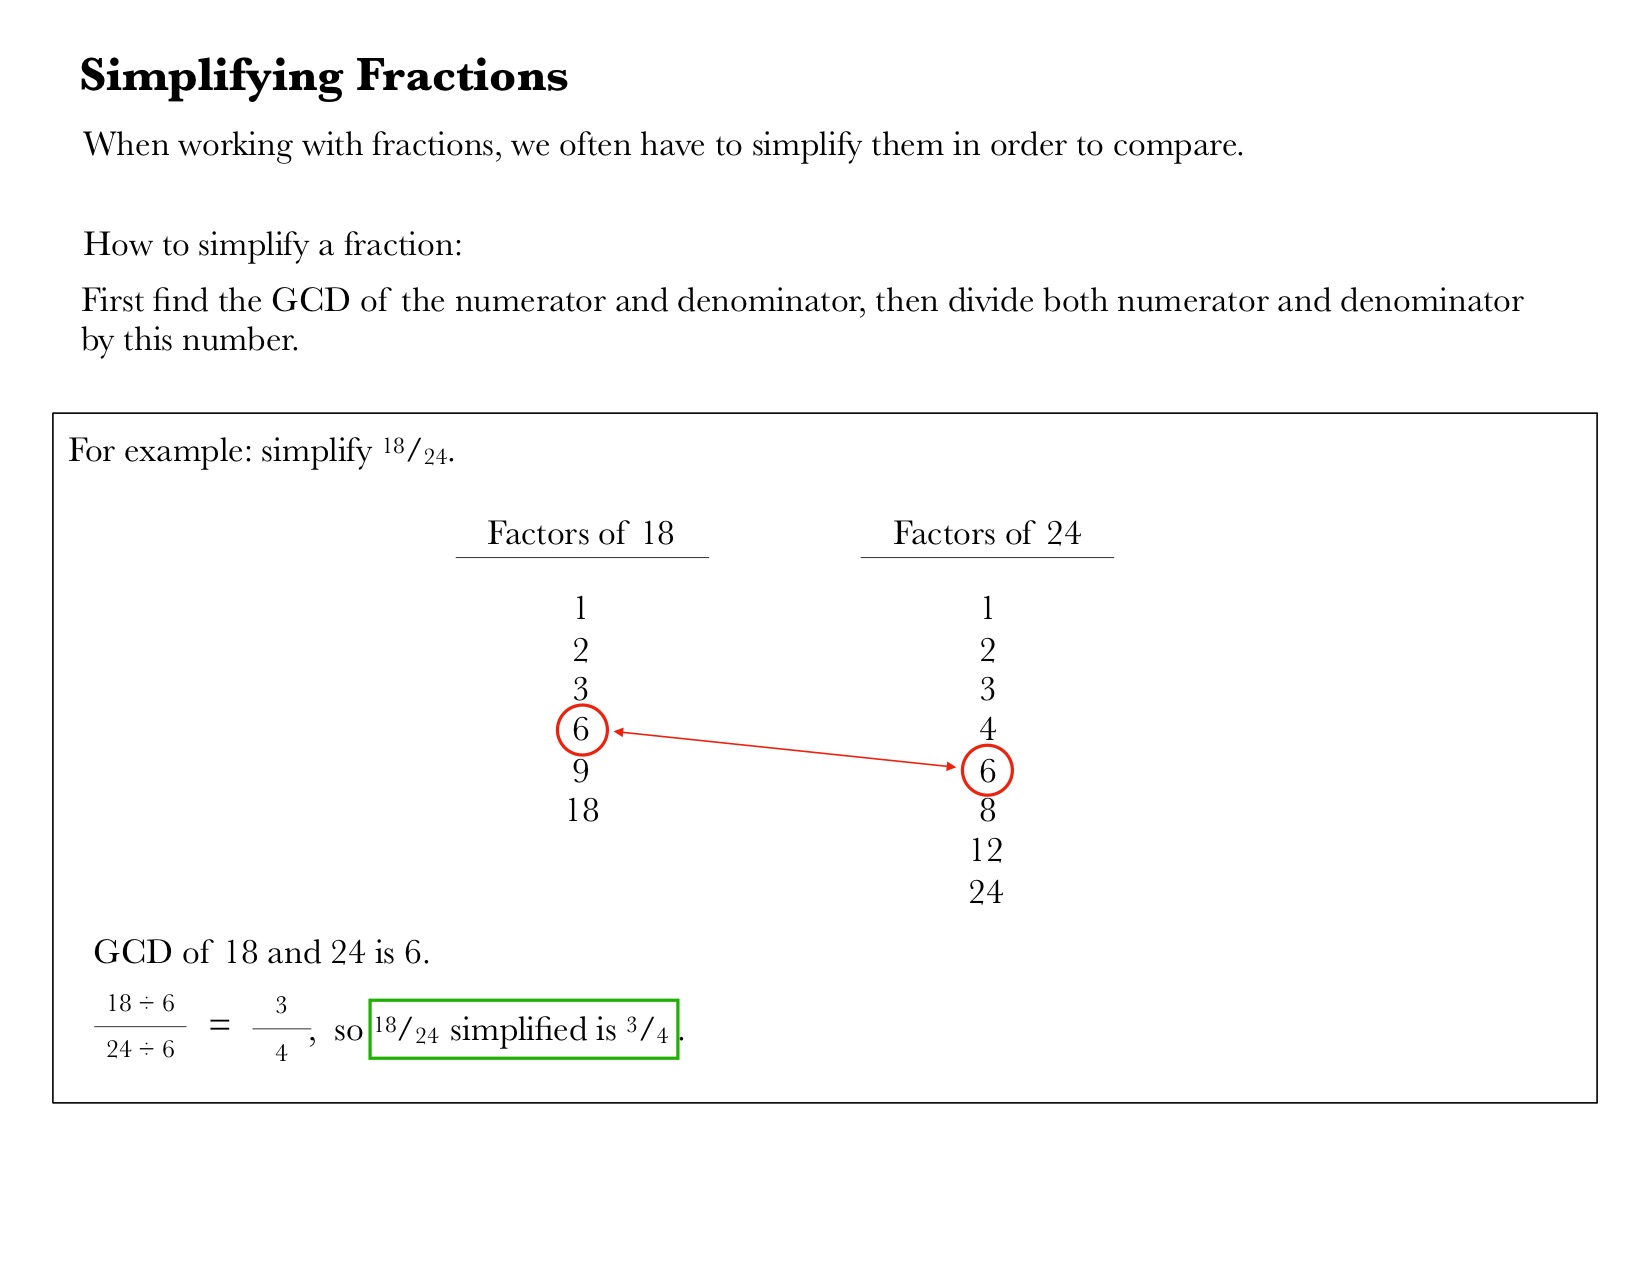 Simplifying Fractions
When working with fractions, we often have to simplify them in order to compare.
How to simplify a fraction:
First find the GCD of the numerator and denominator, then divide both numerator and denominator
by this number.
For example: simplify 18/24.
Factors of 18 Factors of 24
1 1
2 2
3 3
6 4
9 6
18 8
12
24
GCD of 18 and 24 is 6.
18 ÷ 6
24 ÷ 6
=
3
4
, so 18/24 simplified is 3/4.